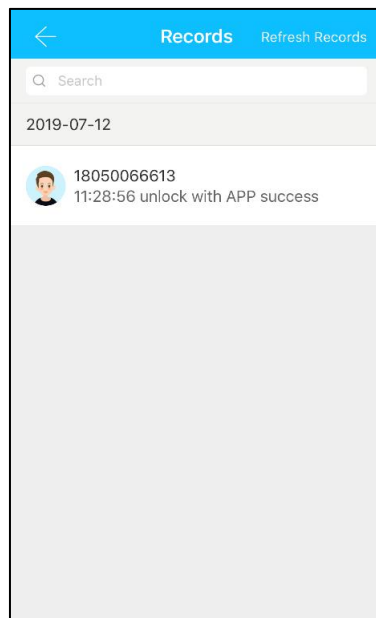 Records Refresh Records
Search
2019-07-12
18050066613
11:28:56 unlock with APP success